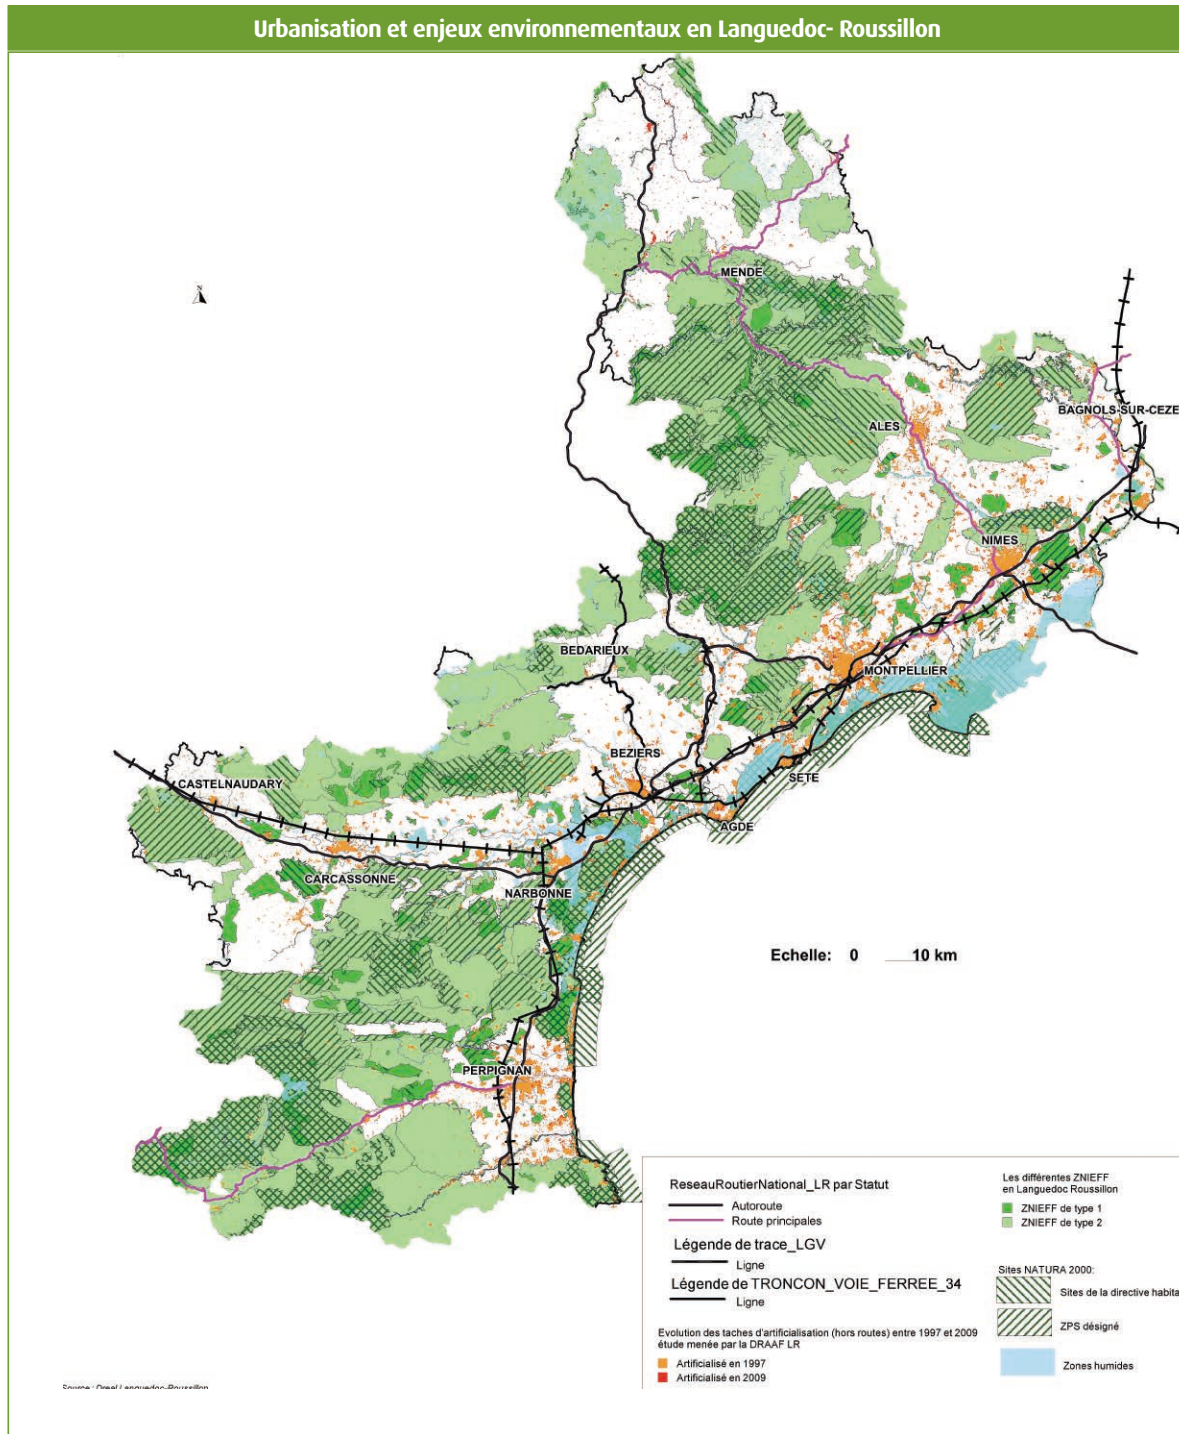 Urbanisation et enjeux environnementaux en Languedoc- Roussillon
N
MENDE
BAGNOLS-SUR-CEZE
ALES
NIMES
BEDARIEUX
MONTPELLIER
BEZIERS
SETE
CASTELNAUDARY
AGDE
CARCASSONNE
NARBONNE
Echelle: 0 10 km
PERPIGNAN
ReseauRoutierNational_LR par Statut
Autoroute
Route principales
Légende de trace_LGV
Ligne
Légende de TRONCON_VOIE_FERREE_34
Ligne
Evolution des taches d'artificialisation (hors routes) entre 1997 et 2009
étude menée par la DRAAF LR
Artificialisé en 1997
Artificialisé en 2009
Les différentes ZNIEFF
en Languedoc Roussillon
ZNIEFF de type 1
ZNIEFF de type 2
Sites NATURA 2000:
Sites de la directive habita
ZPS désigné
Zones humides
Source : Dreal Languedoc-Roussillon